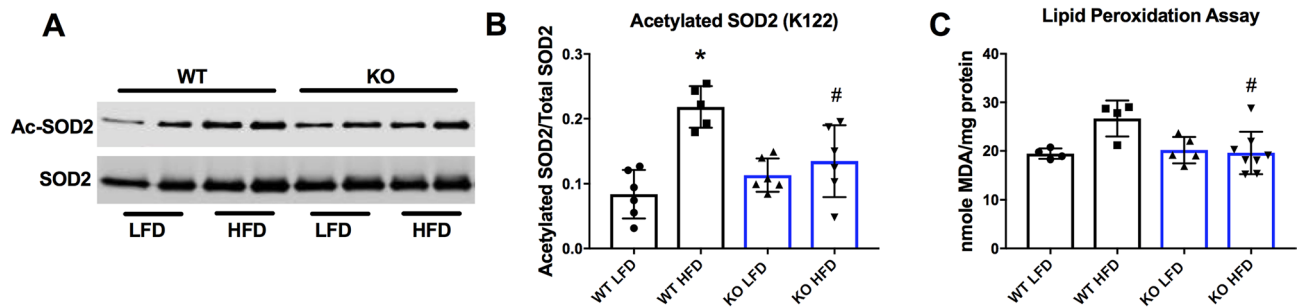 A
WT KO
Ac-SOD2
SOD2
LFD HFD LFD HFD
B
Acetylated SOD2 (K122)
Acetylated SOD2/Total SOD2
0.3
0.2
0.1
0.0
*
#
WT LFD
WT HFD
KO LFD
KO HFD
C
Lipid Peroxidation Assay
nmole MDA/mg protein
40
30
20
10
0
#
WT LFD
WT HFD
KO LFD
KO HFD